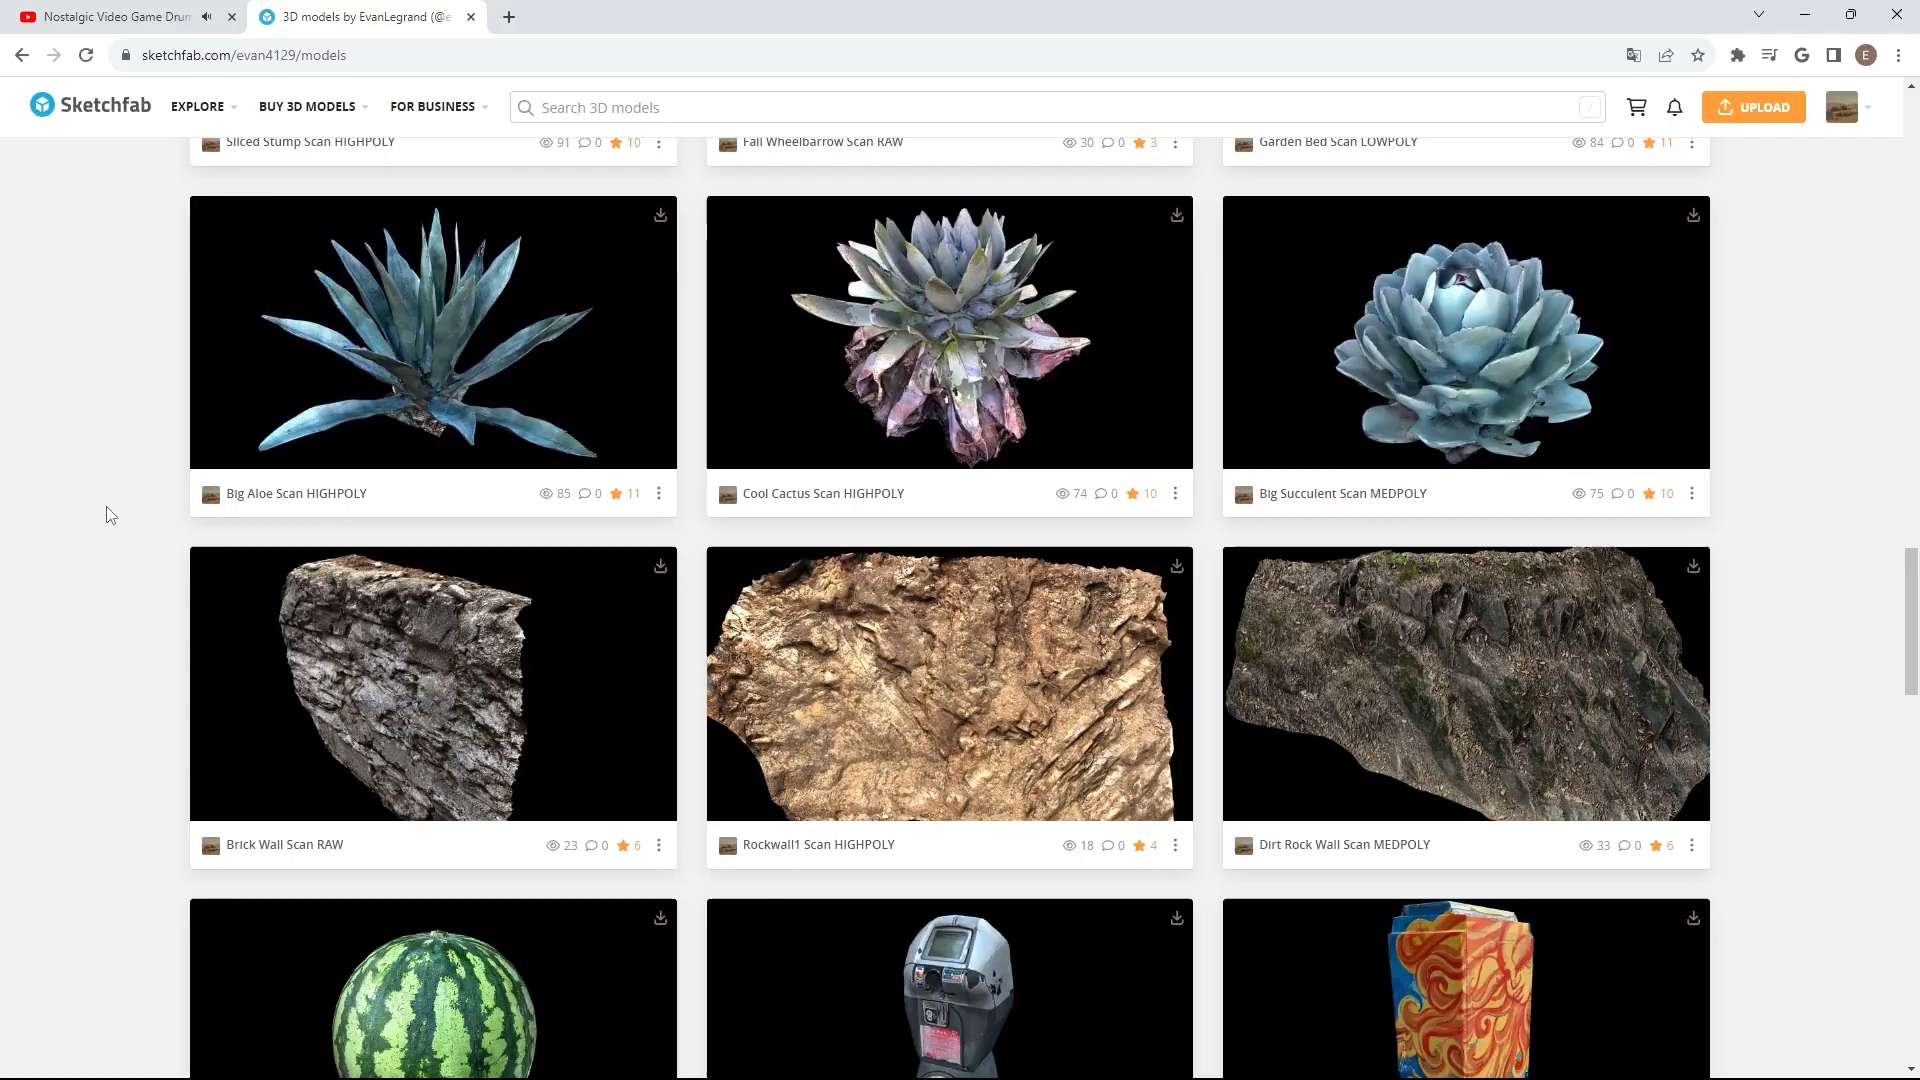 Nostalgic Video Game Drum
3D models by EvanLegrand (@e
sketchfab.com/evan4129/models
E
Sketchfab
EXPLORE
BUY 3D MODELS
FOR BUSINESS
Search 3D models
/
UPLOAD
Sliced Stump Scan HIGHPOLY 91 0 10
Fall Wheelbarrow Scan RAW 30 0 3
Garden Bed Scan LOWPOLY 84 0 11
Big Aloe Scan HIGHPOLY 85 0 11
Cool Cactus Scan HIGHPOLY 74 0 10
Big Succulent Scan MEDPOLY 75 0 10
Brick Wall Scan RAW 23 0 6
Rockwall1 Scan HIGHPOLY 18 0 4
Dirt Rock Wall Scan MEDPOLY 33 0 6